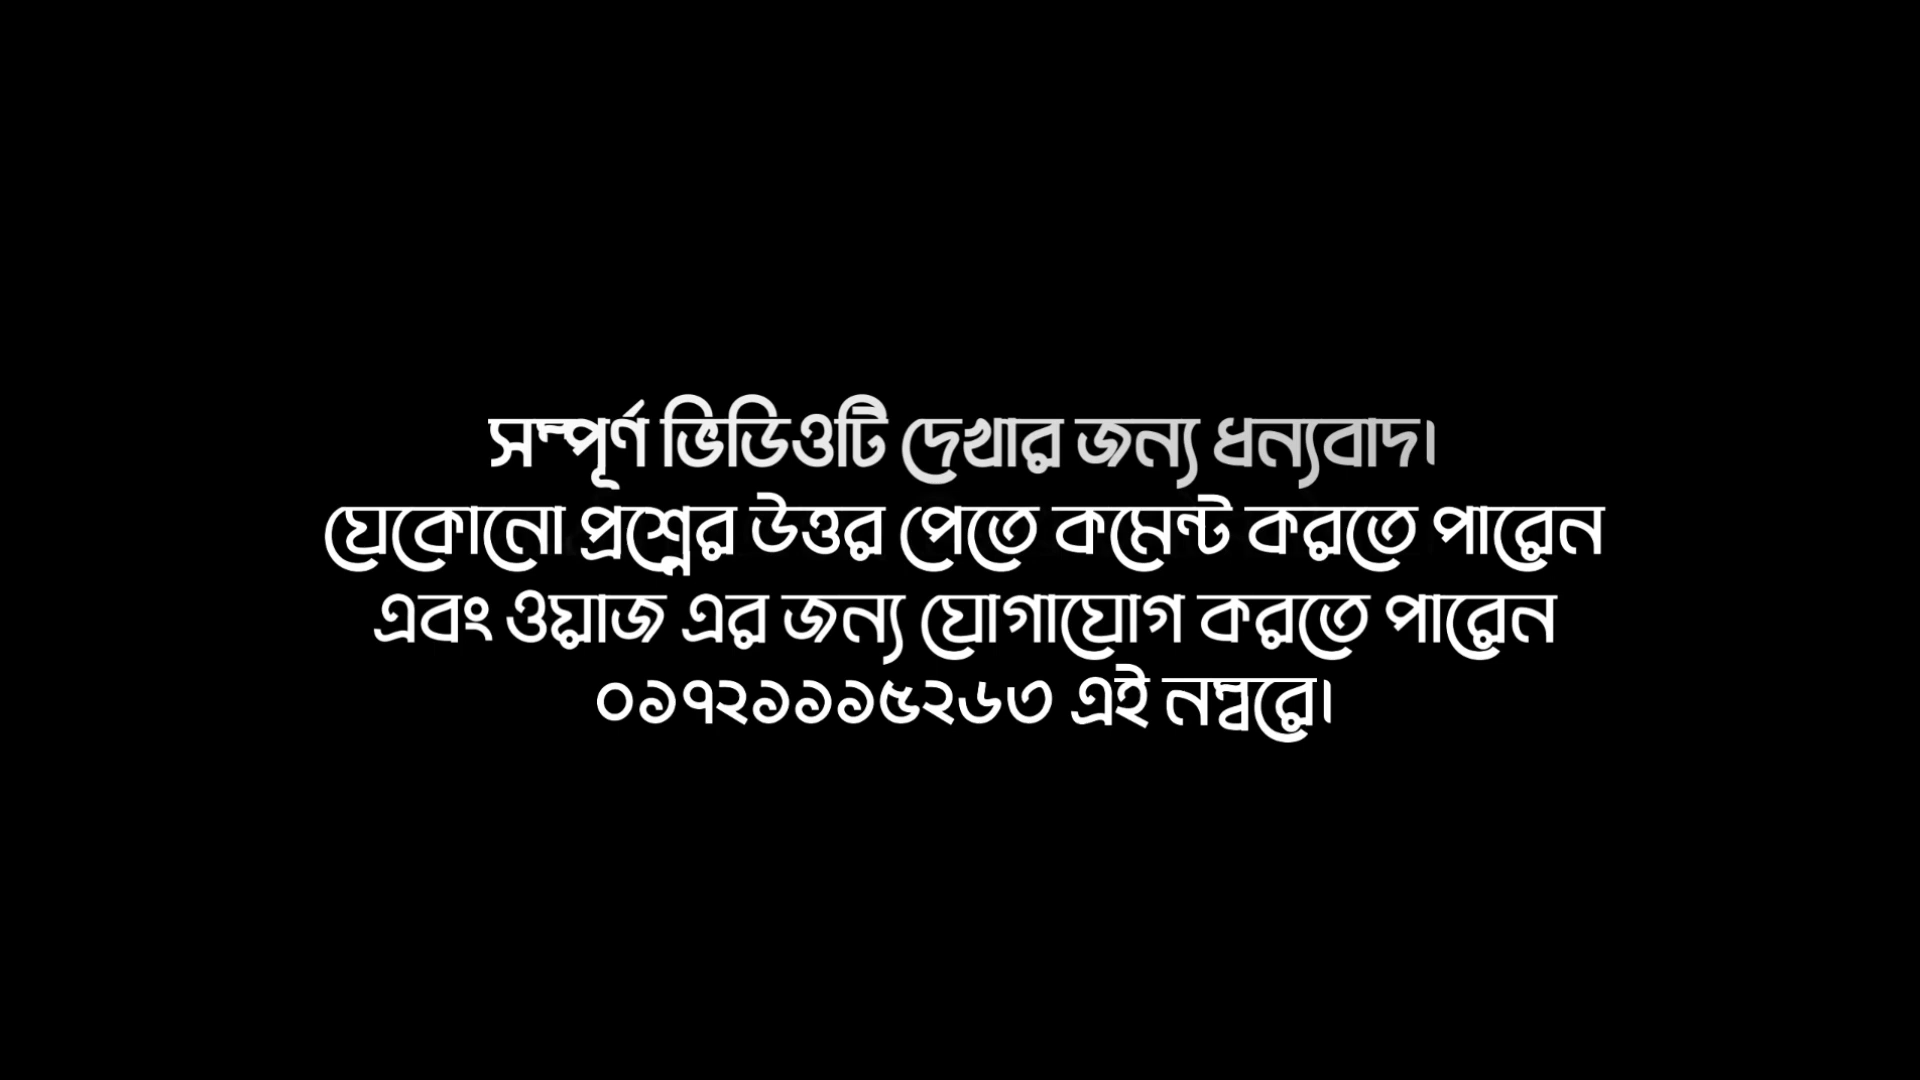 সম্পূর্ণ ভিডিওটি দেখার জন্য ধন্যবাদ।
যেকোনো প্রশ্নের উত্তর পেতে কমেন্ট করতে পারেন
এবং ওয়াজ এর জন্য যোগাযোগ করতে পারেন
০১৭২১১১৫২৬৩ এই নম্বরে।